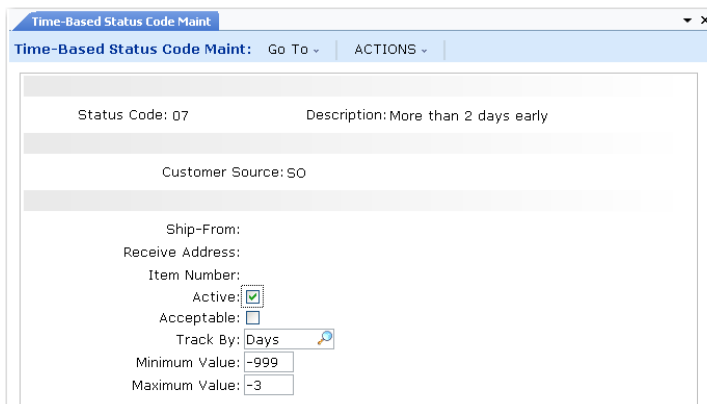 Time-Based Status Code Maint
Time-Based Status Code Maint: Go To ACTIONS
Status Code: 07 Description: More than 2 days early
Customer Source: SO
Ship-From:
Receive Address:
Item Number:
Active:
Acceptable:
Track By: Days
Minimum Value: -999
Maximum Value: -3